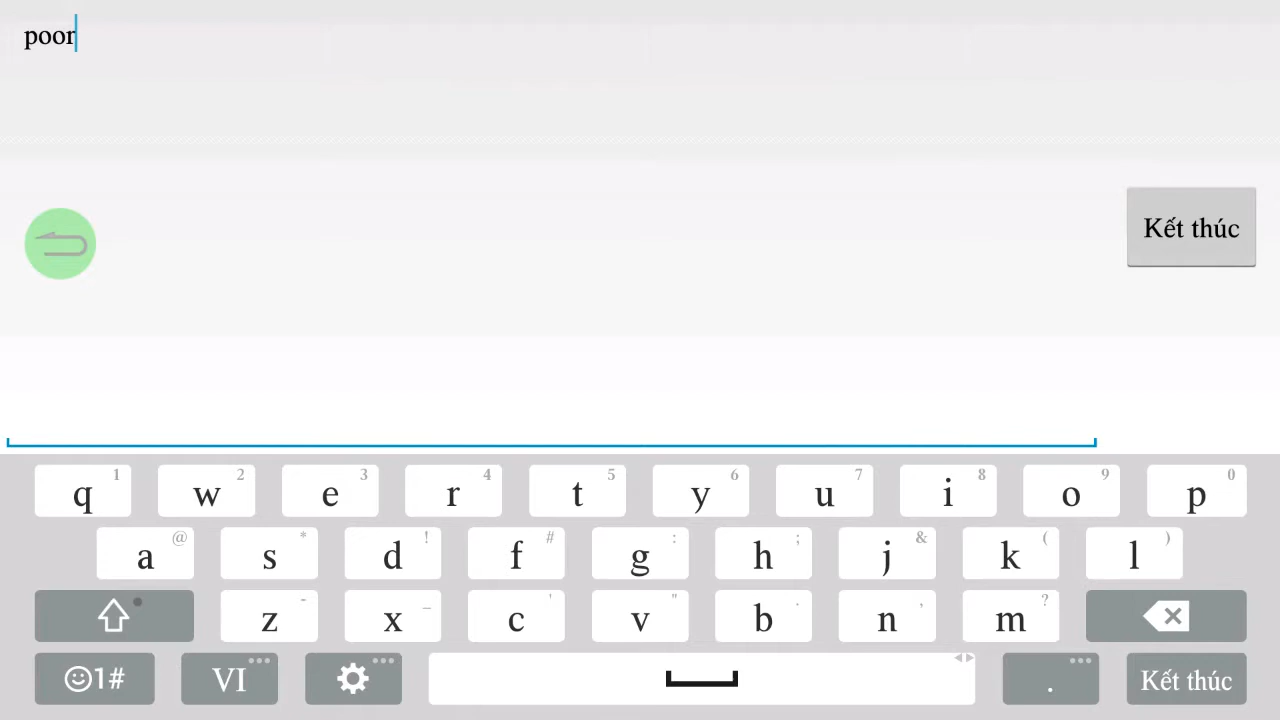 poor
Kết thúc
q 1 w 2 e 3 r 4 t 5 y 6 u 7 i 8 o 9 p 0
a @ s * d ! f # g : h ; j & k ( l )
z - x _ c ' v " b . n , m ?
1# VI . Kết thúc